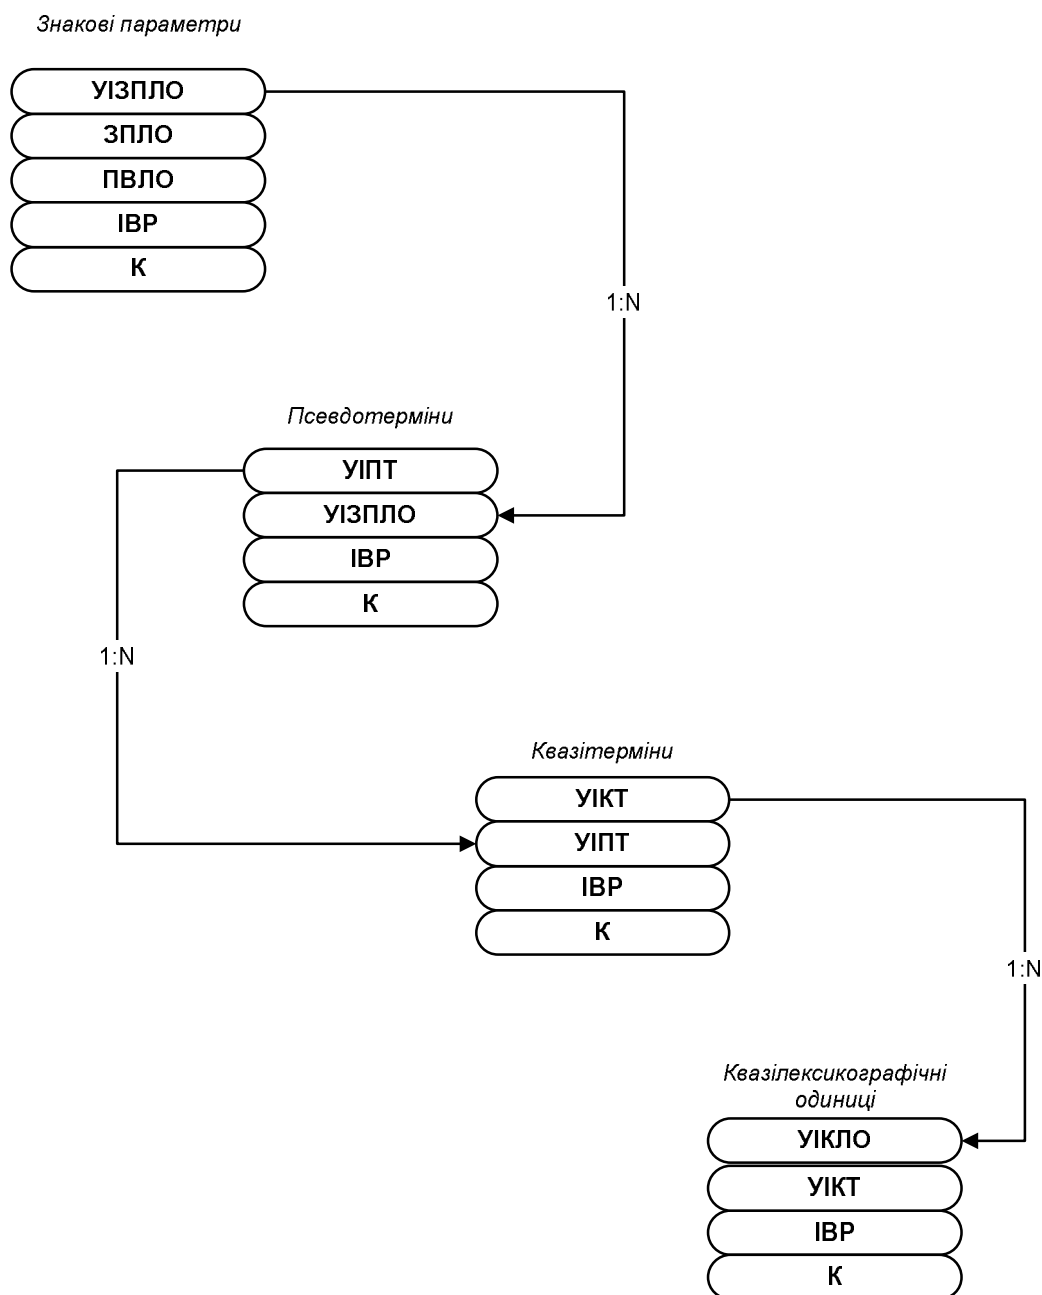 Знакові параметри
УІЗПЛО
ЗПЛО
ПВЛО
ІВР
К
1:N
Псевдотерміни
УІПТ
УІЗПЛО
ІВР
К
1:N
Квазітерміни
УІКТ
УІПТ
ІВР
К
1:N
Квазілексикографічні
одиниці
УІКЛО
УІКТ
ІВР
К